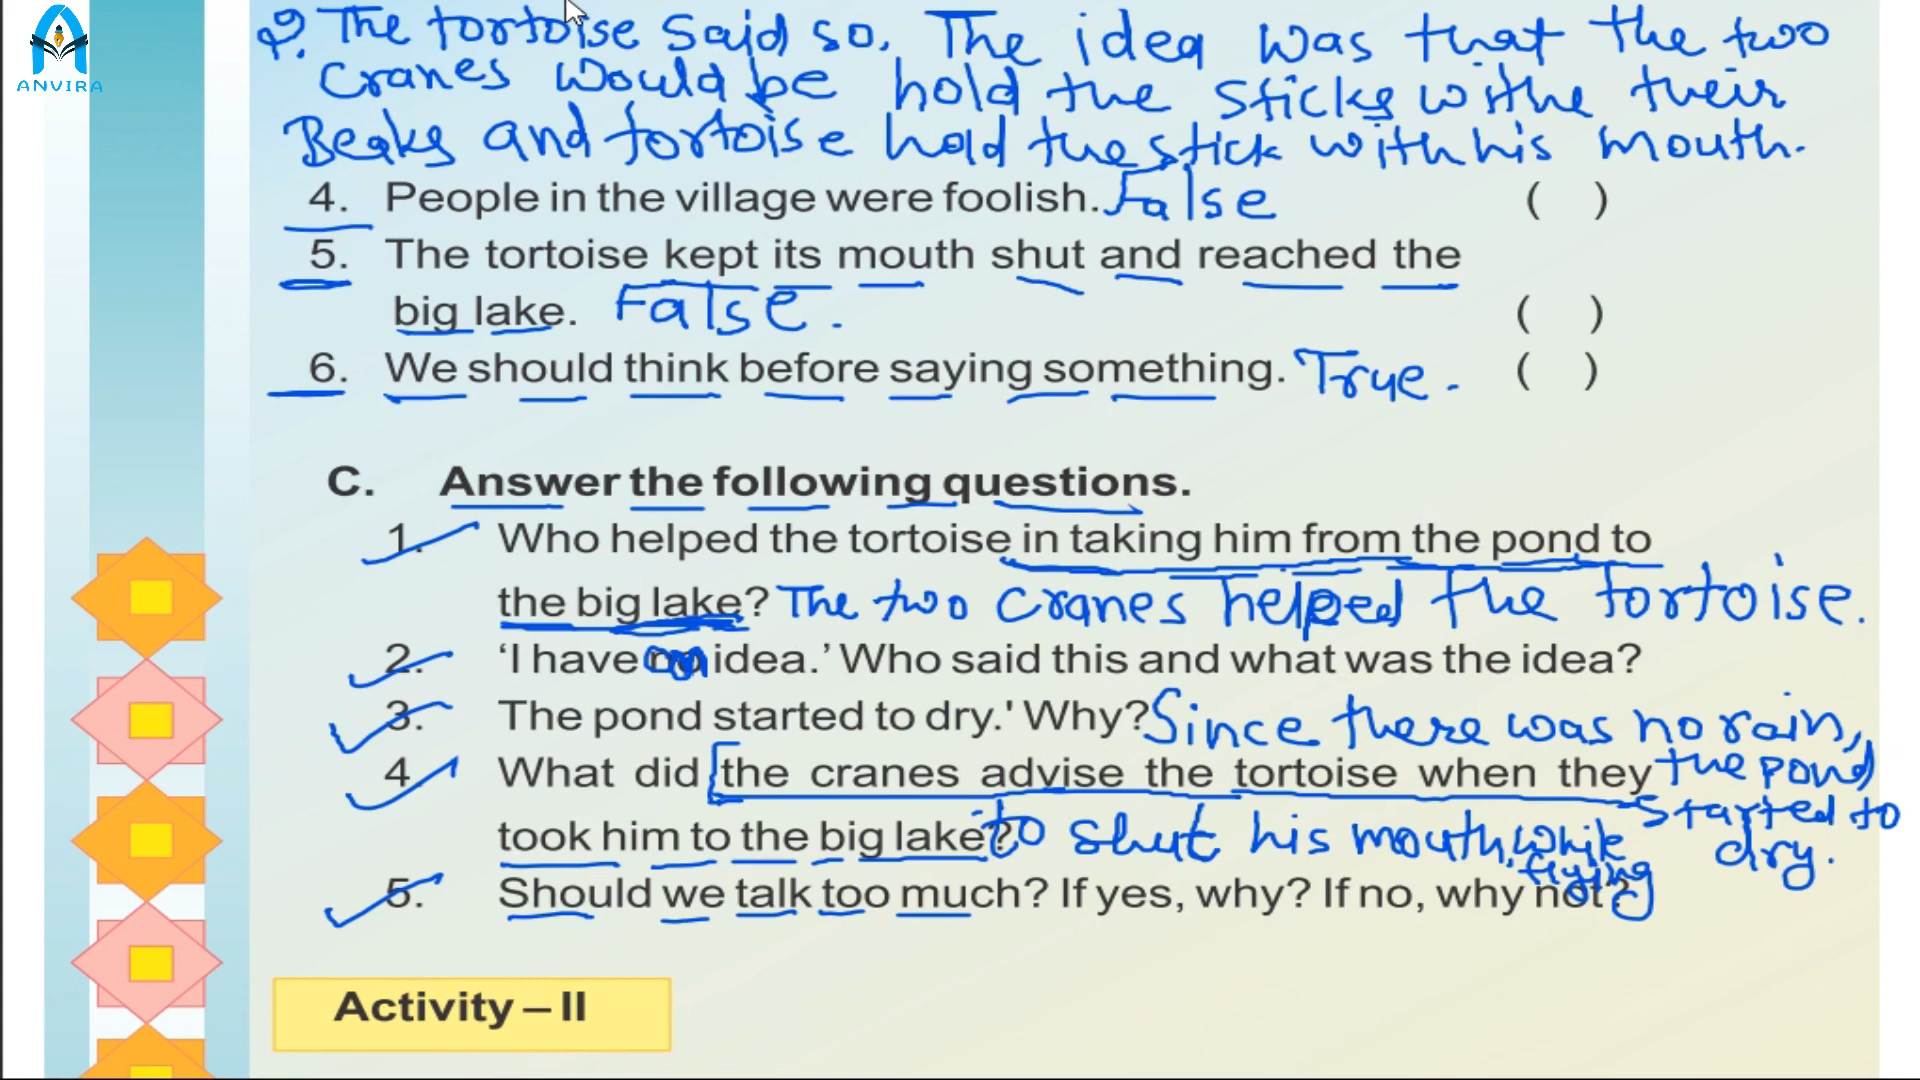 ANVIRA
2. The tortoise said so. The idea was that the two
cranes would be hold the sticks withe their
Beaks and tortoise hold the stick with his mouth.
4. People in the village were foolish. False ( )
5. The tortoise kept its mouth shut and reached the
big lake. False. ( )
6. We should think before saying something. True. ( )
C. Answer the following questions.
1. Who helped the tortoise in taking him from the pond to
the big lake? The two cranes helped the tortoise.
2. ‘I have an idea.’ Who said this and what was the idea?
3. The pond started to dry.' Why? Since there was no rain,
the pond
started to
dry.
4. What did the cranes advise the tortoise when they
took him to the big lake? to shut his mouth, while
flying
5. Should we talk too much? If yes, why? If no, why not?
Activity – II